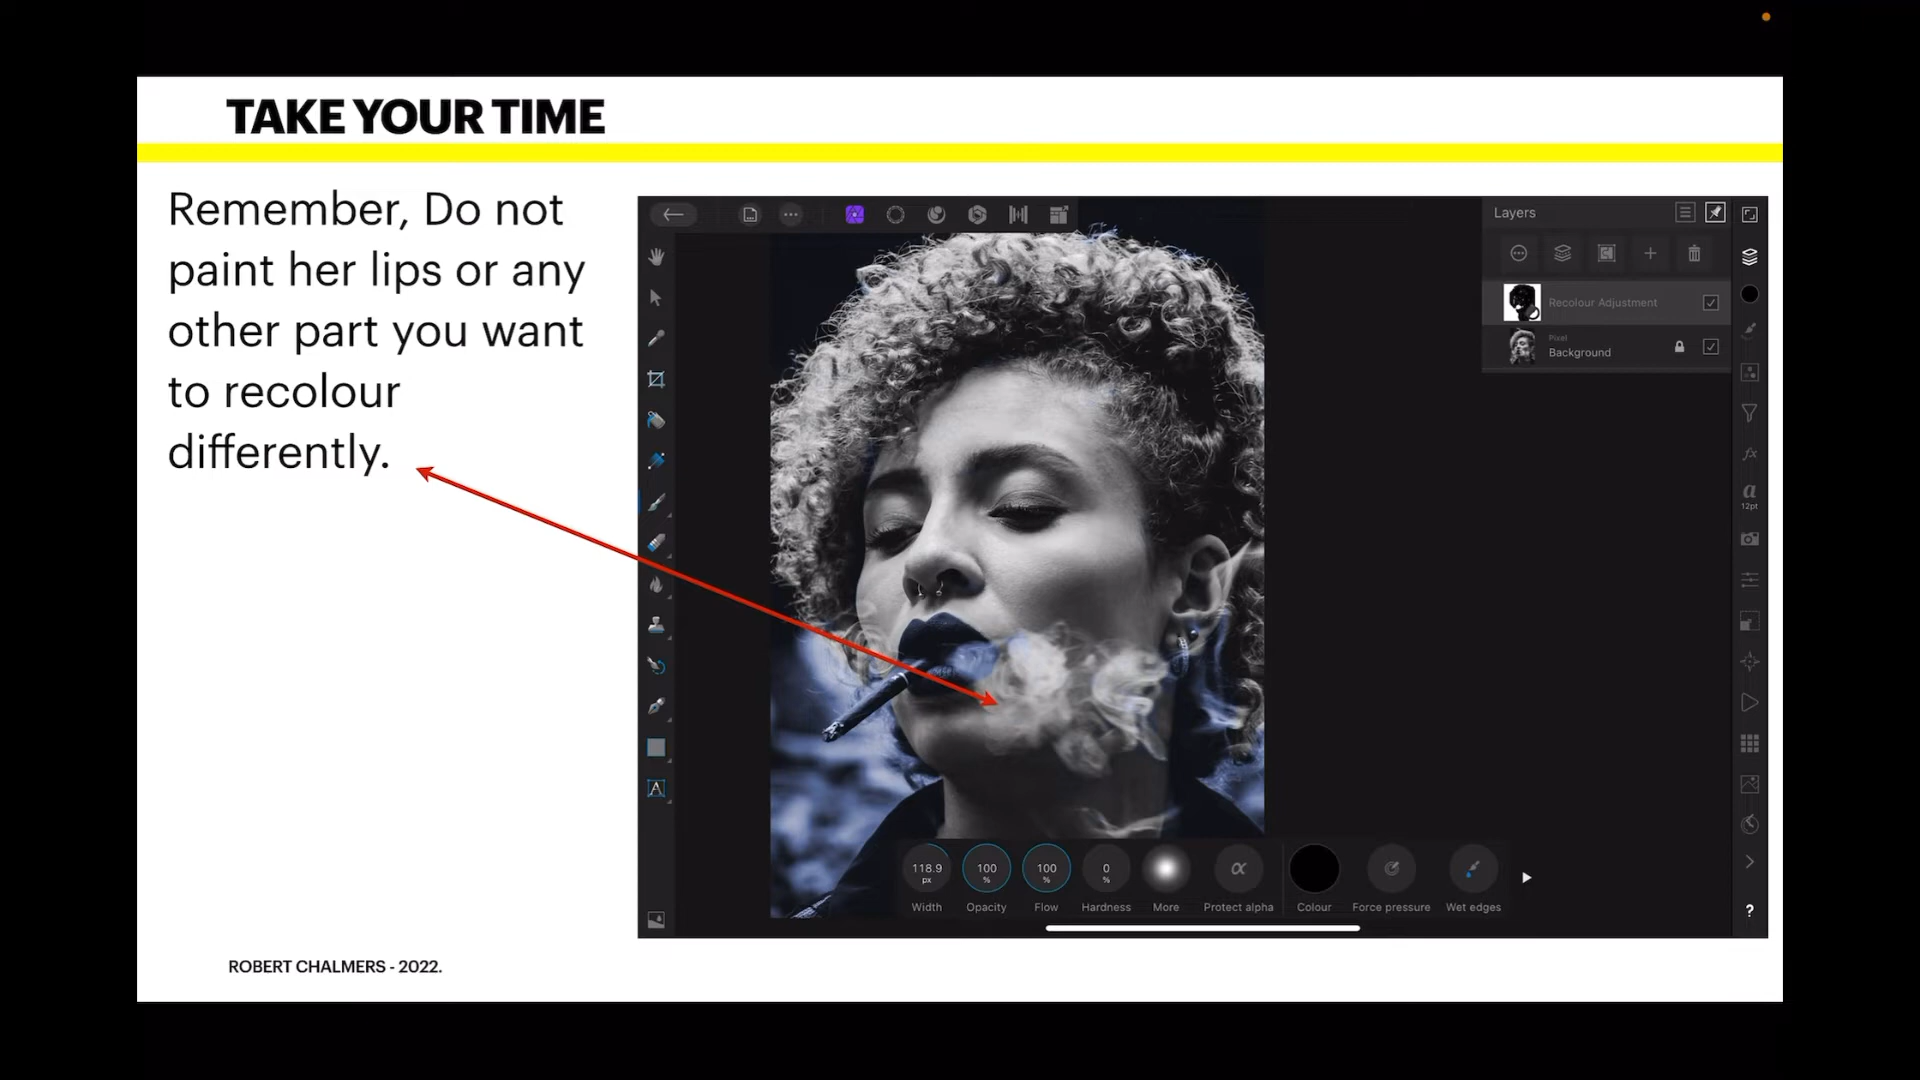 TAKE YOUR TIME
Remember, Do not
paint her lips or any
other part you want
to recolour
differently.
Layers
Recolour Adjustment
Pixel
Background
fx
a
12pt
A
118.9
px
100
%
100
%
0
%
α
Width
Opacity
Flow
Hardness
More
Protect alpha
Colour
Force pressure
Wet edges
?
ROBERT CHALMERS - 2022.